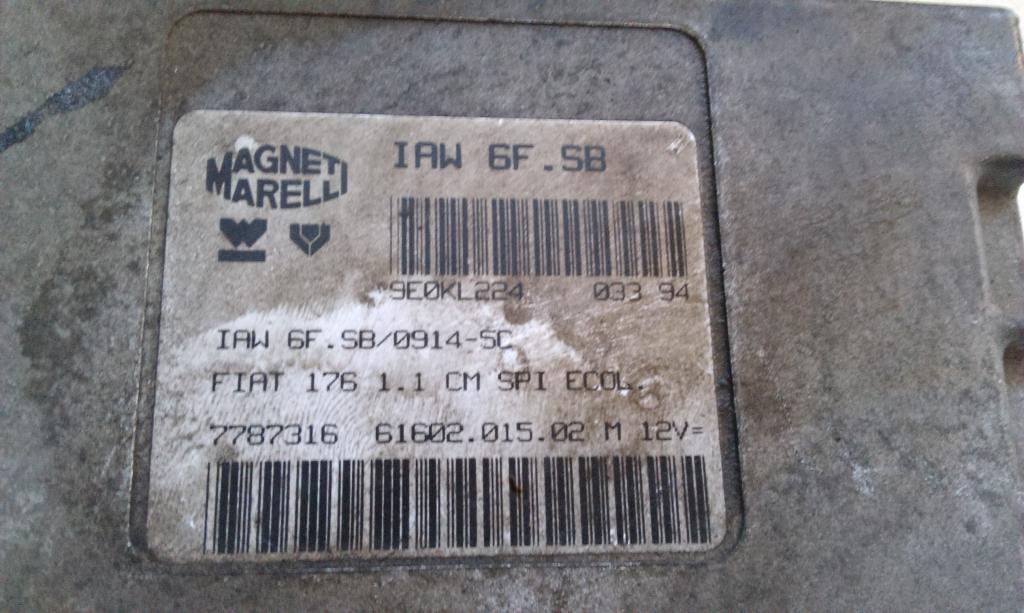 MAGNETI
MARELLI
IAW 6F.SB
9E0KL224 033 94
IAW 6F.SB/0914-5C
FIAT 176 1.1 CM SPI ECOL.
7787316 61602.015.02 M 12V=